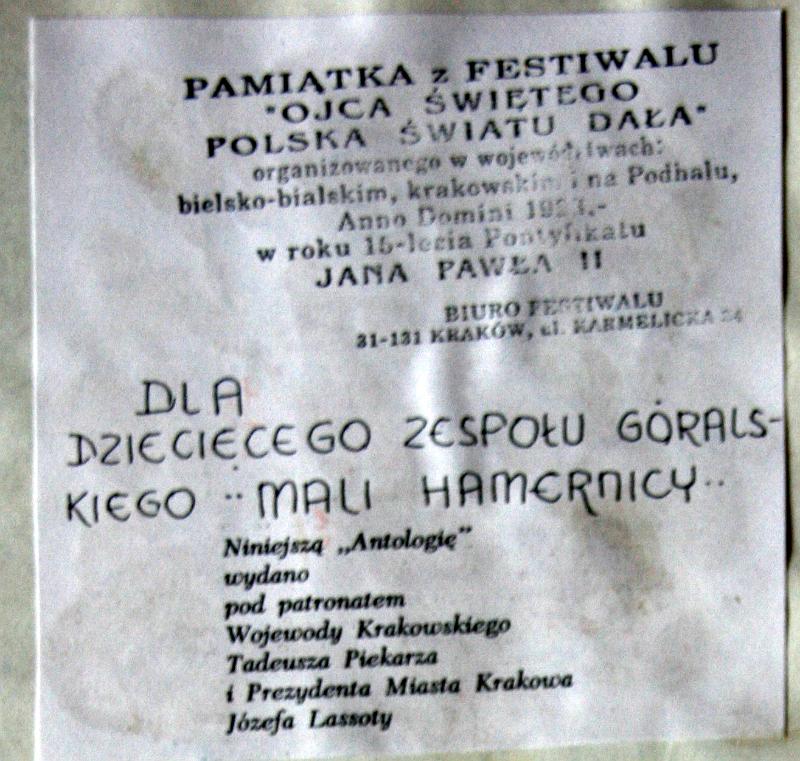 PAMIĄTKA z FESTIWALU
"OJCA ŚWIĘTEGO
POLSKA ŚWIATU DAŁA"
organizowanego w województwach:
bielsko-bialskim, krakowskim i na Podhalu,
Anno Domini
w roku 15-lecia Pontyfikatu
JANA PAWŁA II
BIURO FESTIWALU
31-131 KRAKÓW, ul. KARMELICKA
DLA
DZIECIĘCEGO ZESPOŁU GÓRALS-
KIEGO "MALI HAMERNICY"
Niniejszą „Antologię"
wydano
pod patronatem
Wojewody Krakowskiego
Tadeusza Piekarza
i Prezydenta Miasta Krakowa
Józefa Lassoty